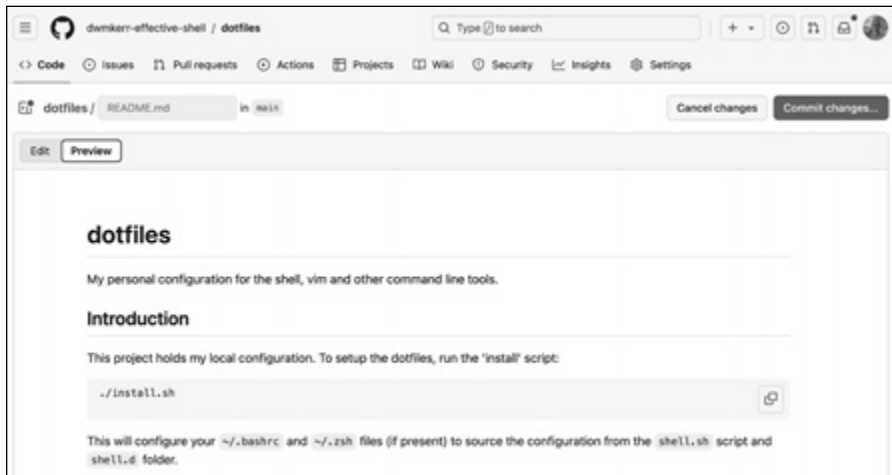 dwmkerr-effective-shell / dotfiles Type / to search
Code Issues Pull requests Actions Projects Wiki Security Insights Settings
dotfiles / README.md in main Cancel changes Commit changes...
Edit Preview
dotfiles
My personal configuration for the shell, vim and other command line tools.
Introduction
This project holds my local configuration. To setup the dotfiles, run the 'install' script:
./install.sh
This will configure your ~/.bashrc and ~/.zsh files (if present) to source the configuration from the shell.sh script and
shell.d folder.